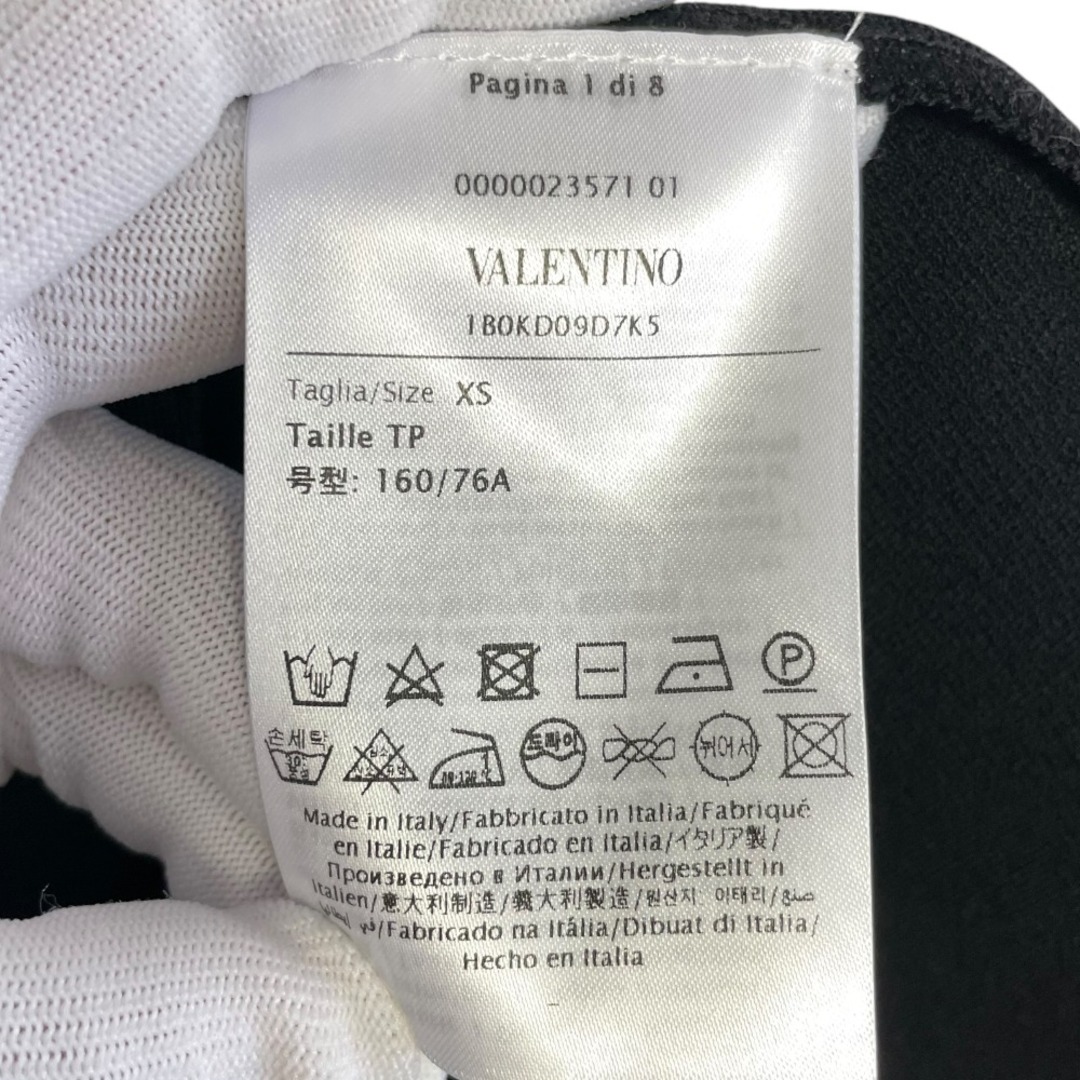 Pagina 1 di 8
0000023571 01
VALENTINO
1B0KD09D7K5
Taglia/Size XS
Taille TP
号型: 160/76A
P
손세탁
드라이
뉘어서
Made in Italy/Fabbricato in Italia/Fabriqué
en Italie/Fabricado en Italia/イタリア製/
Произведено в Италии/Hergestellt in
Italien/意大利制造/義大利製造/원산지: 이태리/صنع
في /Fabricado na Itália/Dibuat di Italia/
Hecho en Italia